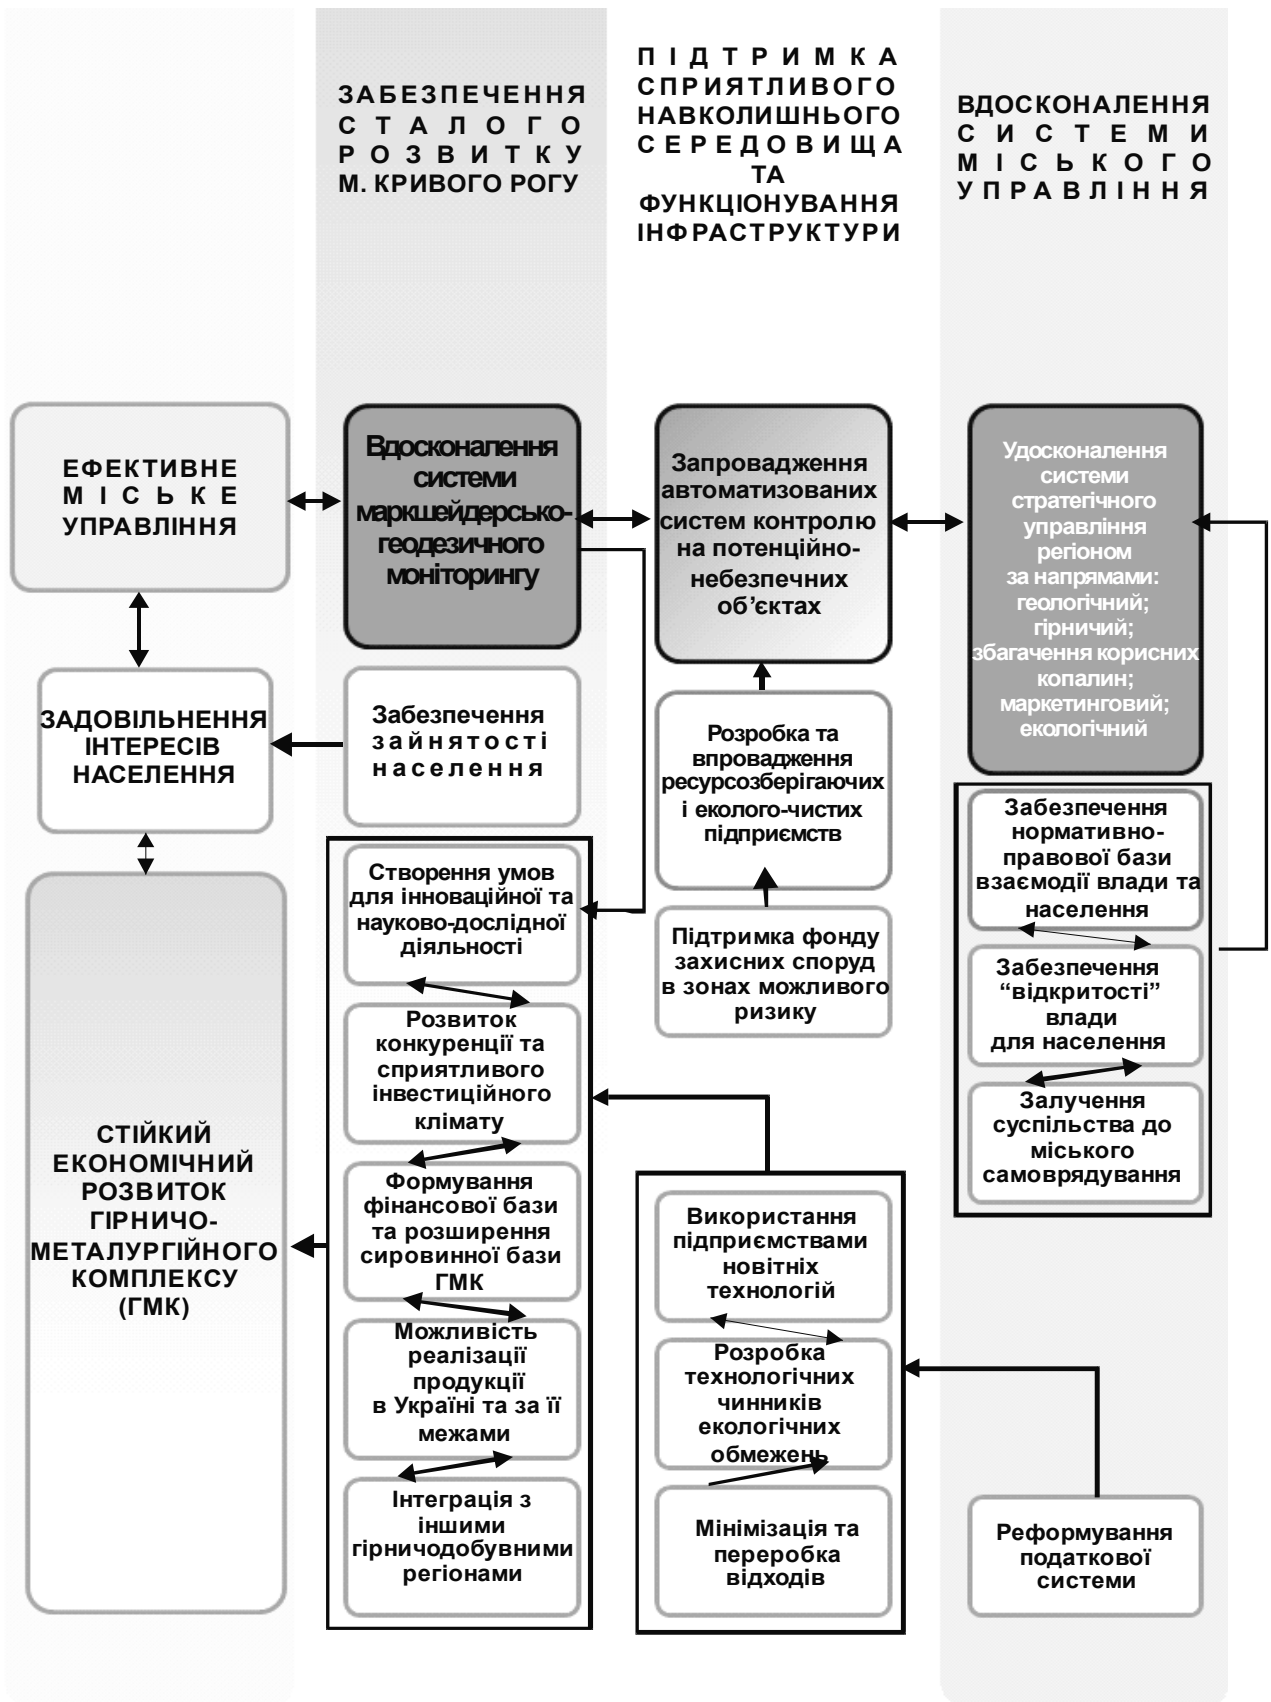 ЗАБЕЗПЕЧЕННЯ
СТАЛОГО
РОЗВИТКУ
М. КРИВОГО РОГУ
ПІДТРИМКА
СПРИЯТЛИВОГО
НАВКОЛИШНЬОГО
СЕРЕДОВИЩА
ТА
ФУНКЦІОНУВАННЯ
ІНФРАСТРУКТУРИ
ВДОСКОНАЛЕННЯ
СИСТЕМИ
МІСЬКОГО
УПРАВЛІННЯ
ЕФЕКТИВНЕ
МІСЬКЕ
УПРАВЛІННЯ
ЗАДОВІЛЬНЕННЯ
ІНТЕРЕСІВ
НАСЕЛЕННЯ
СТІЙКИЙ
ЕКОНОМІЧНИЙ
РОЗВИТОК
ГІРНИЧО-
МЕТАЛУРГІЙНОГО
КОМПЛЕКСУ
(ГМК)
Вдосконалення
системи
маркшейдерсько-
геодезичного
моніторингу
Забезпечення
зайнятості
населення
Створення умов
для інноваційної та
науково-дослідної
діяльності
Розвиток
конкуренції та
сприятливого
інвестиційного
клімату
Формування
фінансової бази
та розширення
сировинної бази
ГМК
Можливість
реалізації
продукції
в Україні та за її
межами
Інтеграція з
іншими
гірничодобувними
регіонами
Запровадження
автоматизованих
систем контролю
на потенційно-
небезпечних
об’єктах
Розробка та
впровадження
ресурсозберігаючих
і еколого-чистих
підприємств
Підтримка фонду
захисних споруд
в зонах можливого
ризику
Використання
підприємствами
новітніх
технологій
Розробка
технологічних
чинників
екологічних
обмежень
Мінімізація та
переробка
відходів
Удосконалення
системи
стратегічного
управління
регіоном
за напрямами:
геологічний;
гірничий;
збагачення корисних
копалин;
маркетинговий;
екологічний
Забезпечення
нормативно-
правової бази
взаємодії влади та
населення
Забезпечення
“відкритості”
влади
для населення
Залучення
суспільства до
міського
самоврядування
Реформування
податкової
системи